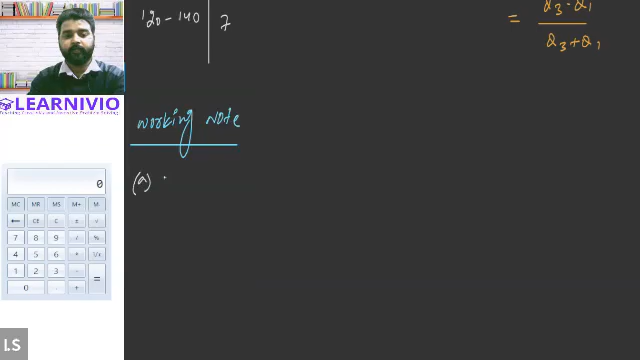 120-140 7
= Q3-Q1
Q3+Q1
LEARNIVIO
working Note
(a)
0
MC MR MS M+ M-
← CE C ± √
7 8 9 / %
4 5 6 * 1/x
1 2 3 - =
0 . +
I.S